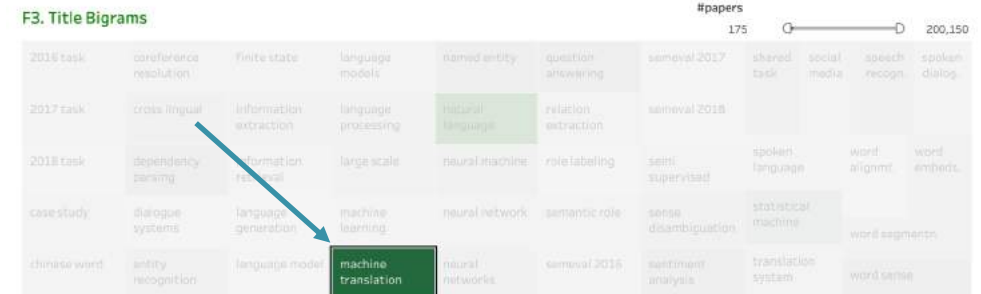 F3. Title Bigrams
#papers
175 200,150
2016 task
coreference resolution
finite state
language models
named entity
question answering
semeval 2017
shared task
social media
speech recogn.
spoken dialog.
2017 task
cross lingual
information extraction
language processing
natural language
relation extraction
semeval 2018
2018 task
dependency parsing
information retrieval
large scale
neural machine
role labeling
semi supervised
spoken language
word alignmt.
word embeds.
case study
dialogue systems
language generation
machine learning
neural network
semantic role
sense disambiguation
statistical machine
word segmentn.
chinese word
entity recognition
language model
machine translation
neural networks
semeval 2016
sentiment analysis
translation system
word sense